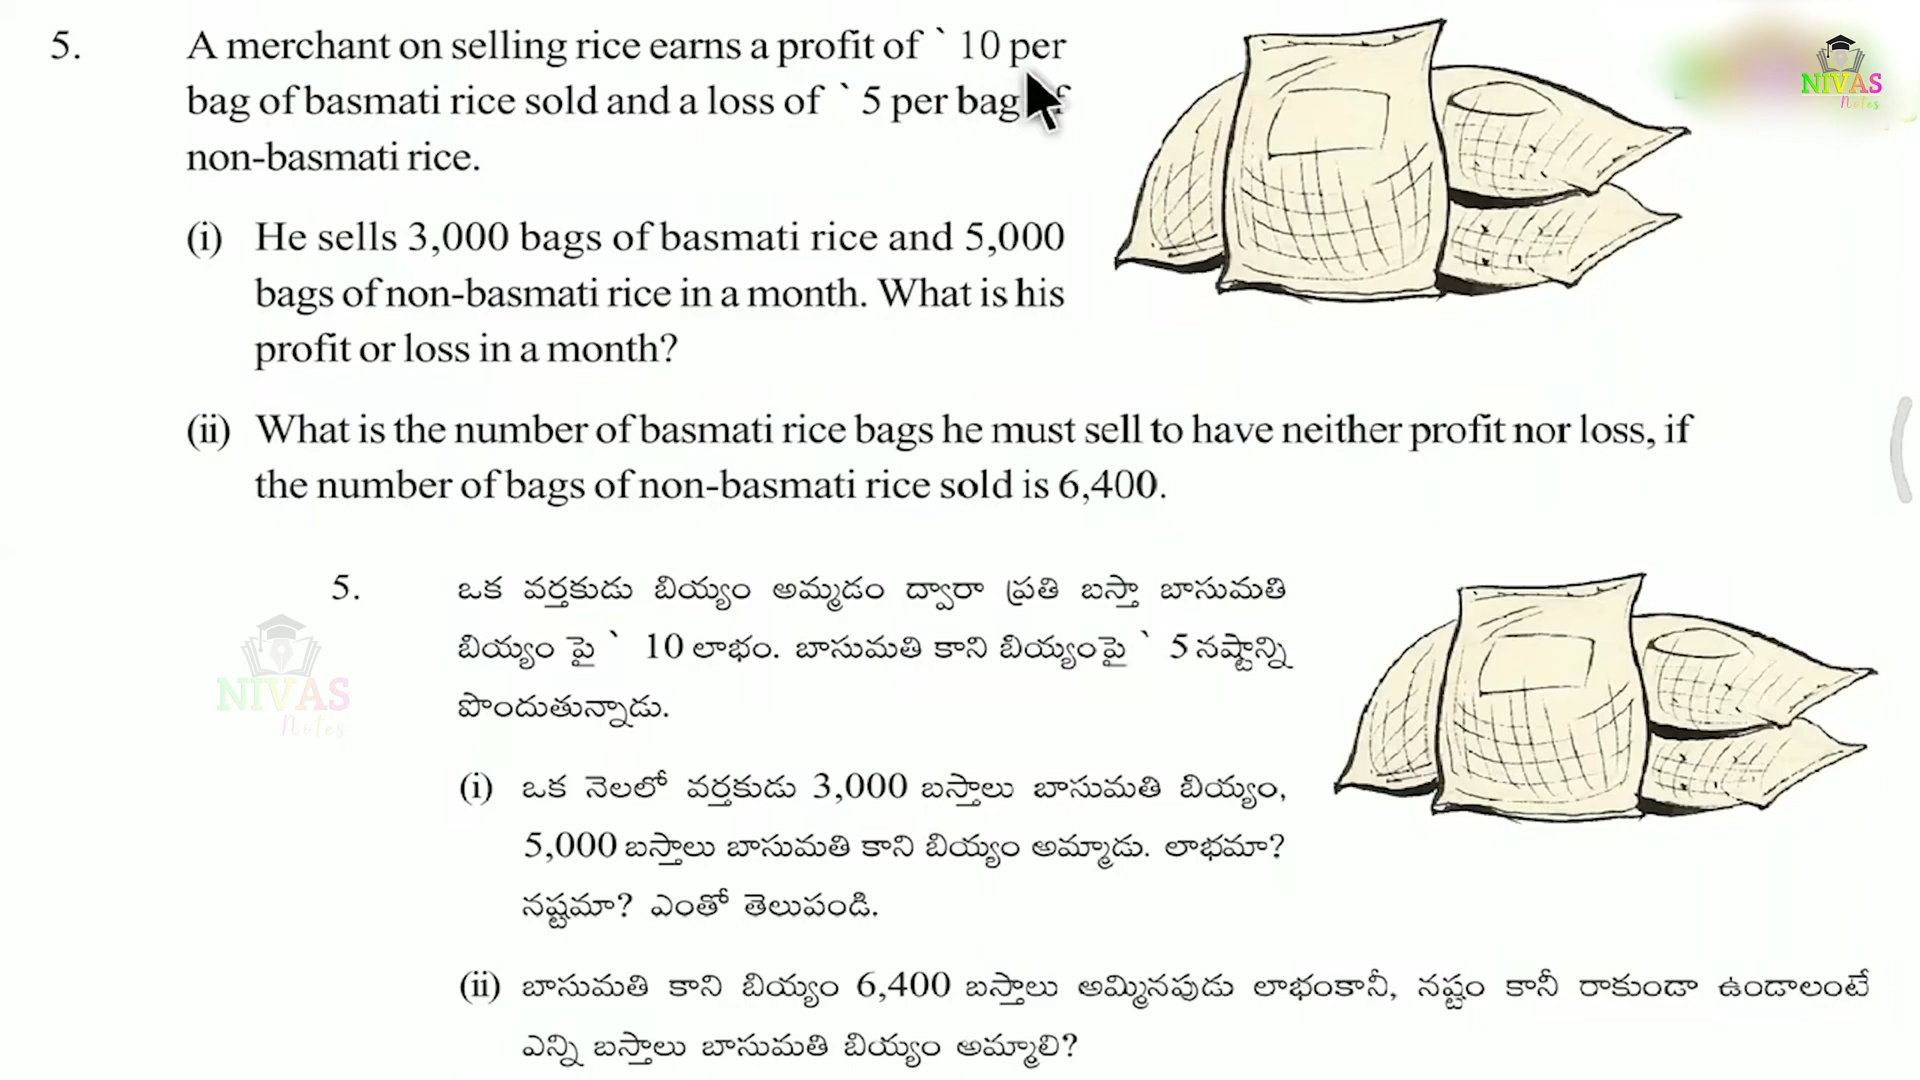 5. A merchant on selling rice earns a profit of ` 10 per
bag of basmati rice sold and a loss of ` 5 per bag
non-basmati rice.
(i) He sells 3,000 bags of basmati rice and 5,000
bags of non-basmati rice in a month. What is his
profit or loss in a month?
(ii) What is the number of basmati rice bags he must sell to have neither profit nor loss, if
the number of bags of non-basmati rice sold is 6,400.
5. ఒక వర్తకుడు బియ్యం అమ్మడం ద్వారా ప్రతి బస్తా బాసుమతి
బియ్యం పై ` 10 లాభం. బాసుమతి కాని బియ్యంపై ` 5 నష్టాన్ని
పొందుతున్నాడు.
(i) ఒక నెలలో వర్తకుడు 3,000 బస్తాలు బాసుమతి బియ్యం,
5,000 బస్తాలు బాసుమతి కాని బియ్యం అమ్మాడు. లాభమా?
నష్టమా? ఎంతో తెలుపండి.
(ii) బాసుమతి కాని బియ్యం 6,400 బస్తాలు అమ్మినపుడు లాభంకానీ, నష్టం కానీ రాకుండా ఉండాలంటే
ఎన్ని బస్తాలు బాసుమతి బియ్యం అమ్మాలి?
NIVAS
Notes
NIVAS
Notes